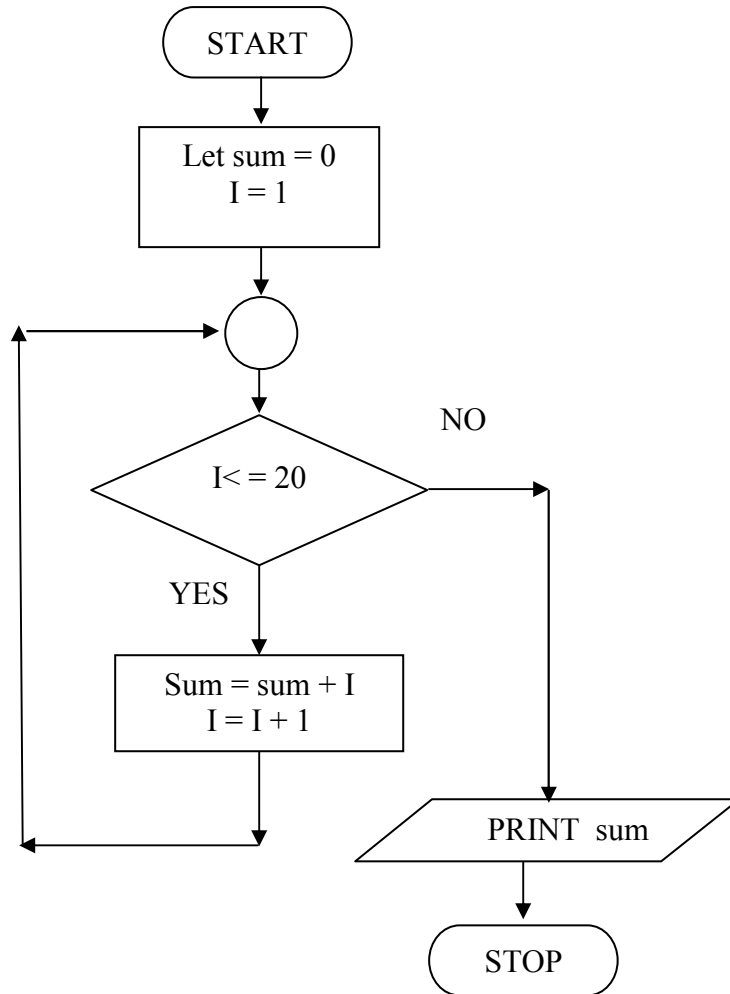 START
Let sum = 0
I = 1
NO
I< = 20
YES
Sum = sum + I
I = I + 1
PRINT sum
STOP